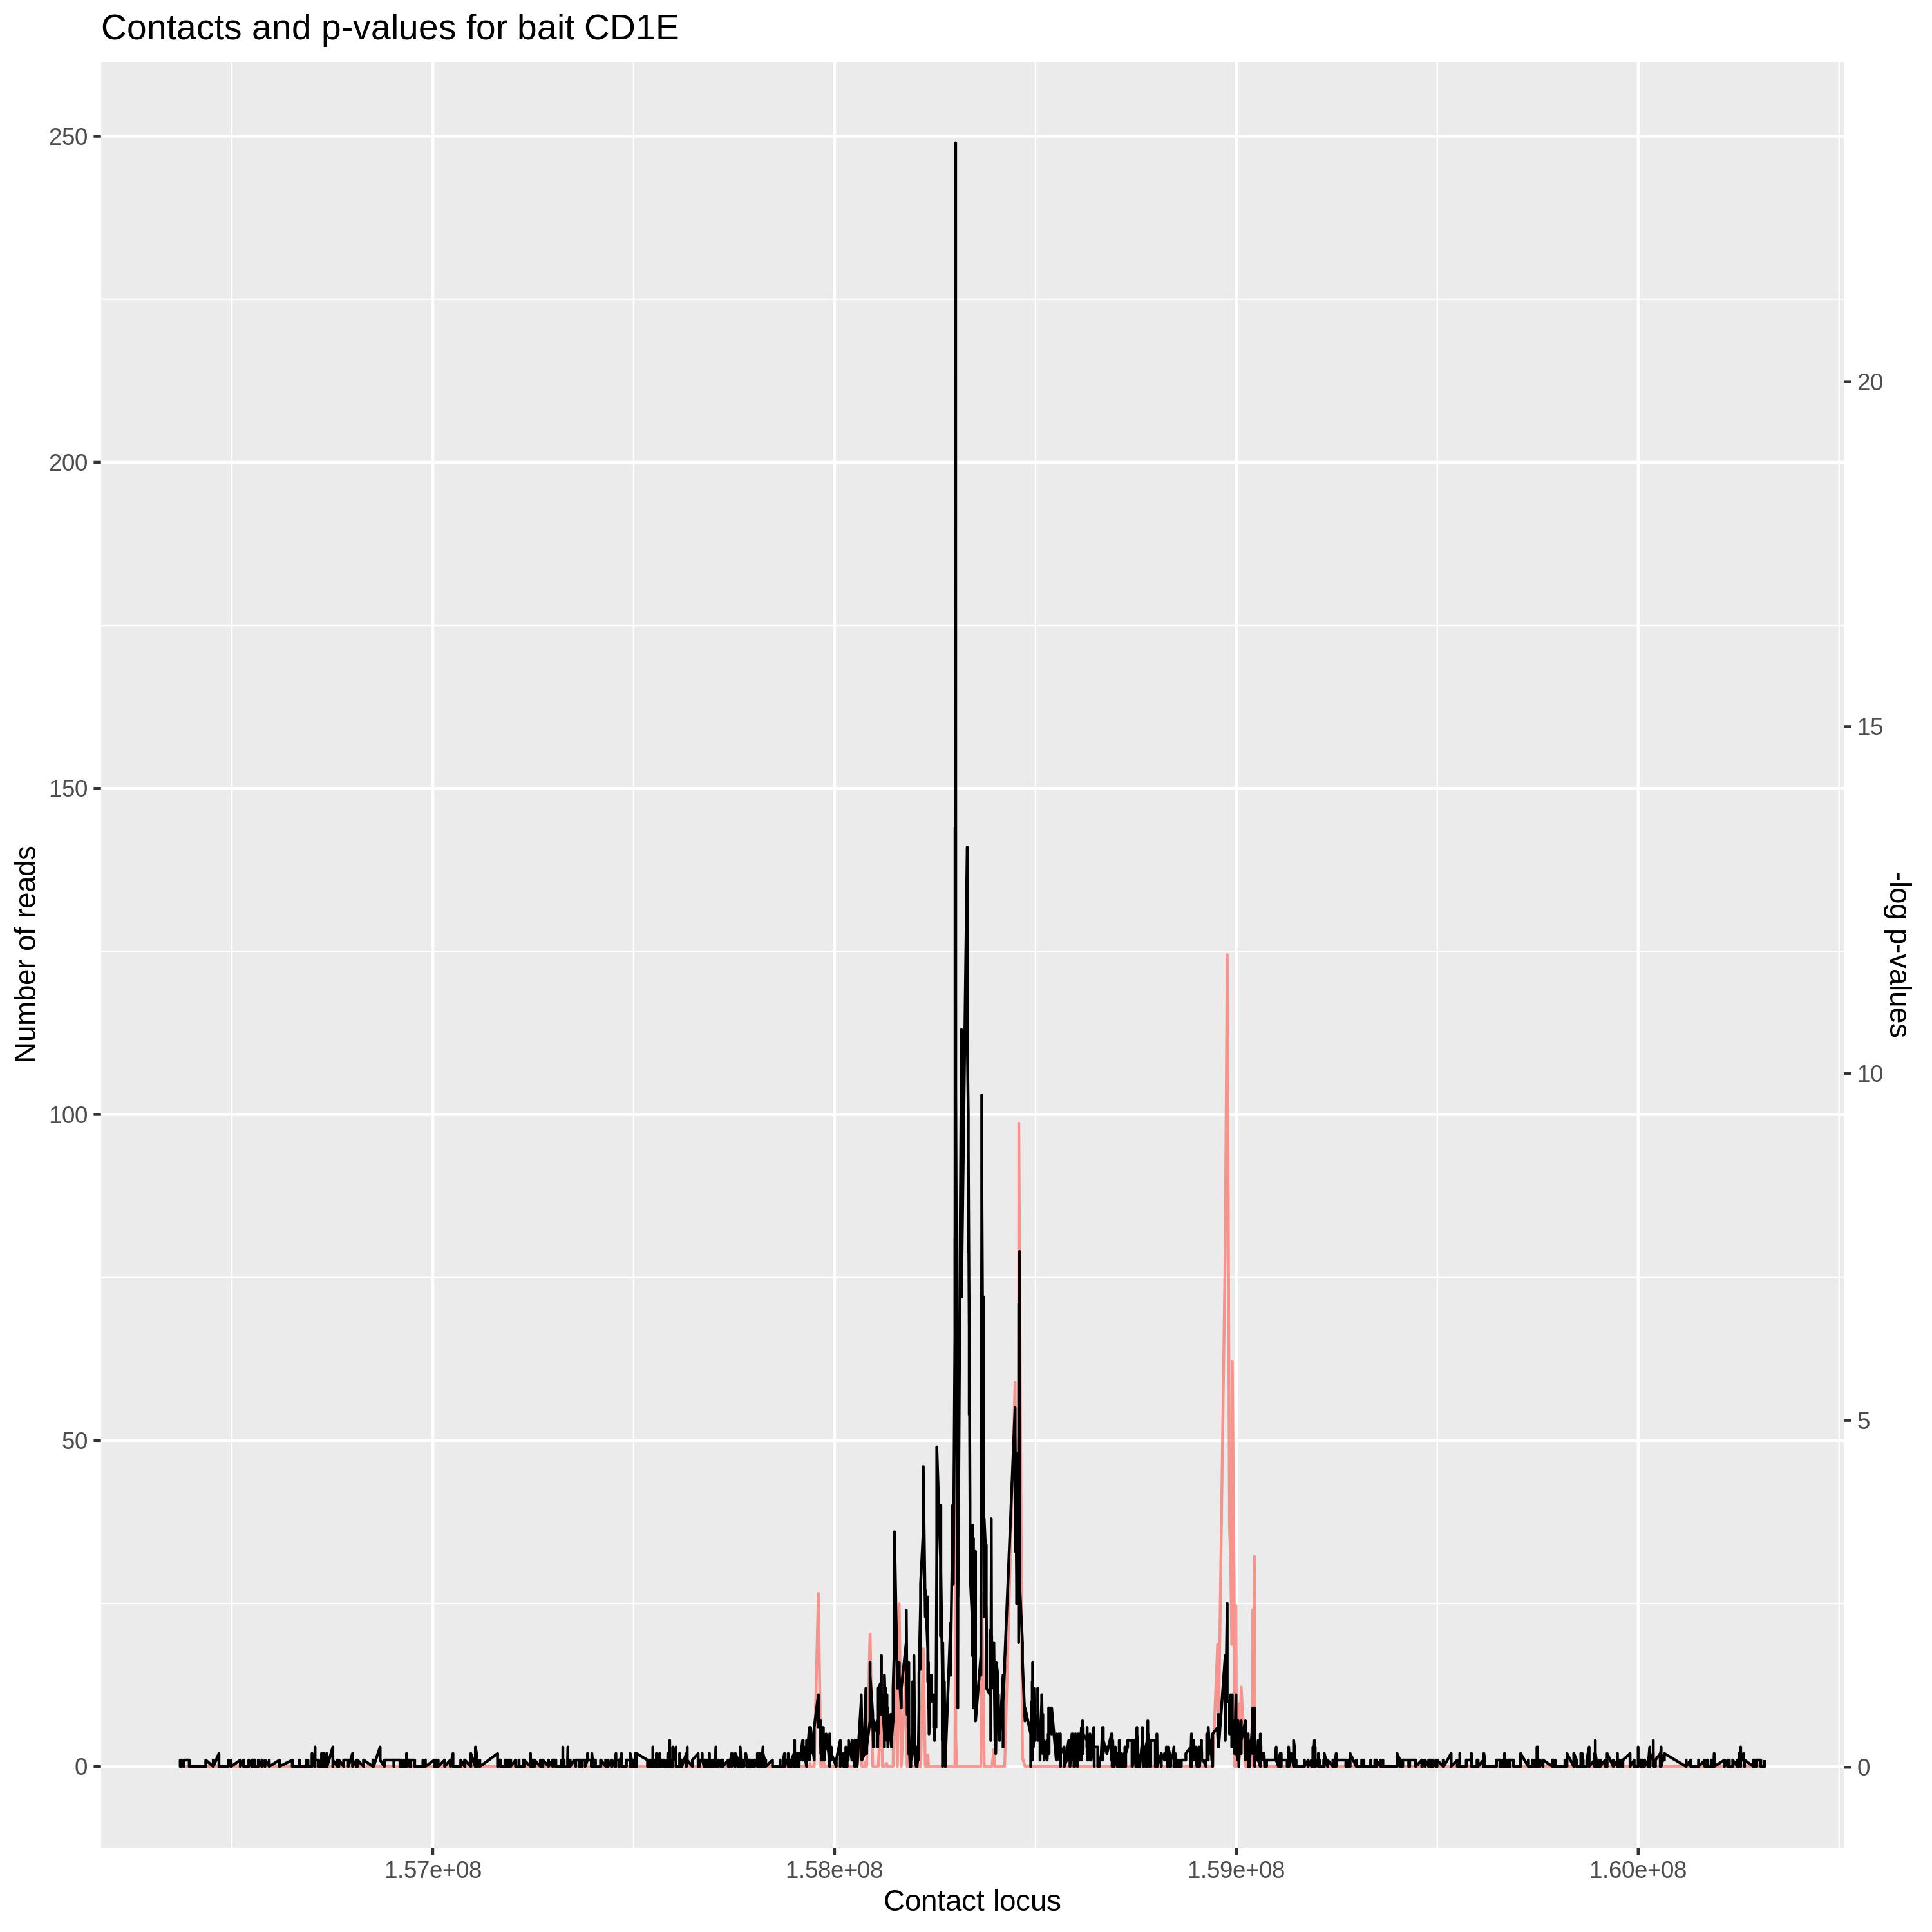 Contacts and p-values for bait CD1E
250
200
150
100
50
0
Number of reads
20
15
10
5
0
-log p-values
1.57e+08
1.58e+08
1.59e+08
1.60e+08
Contact locus